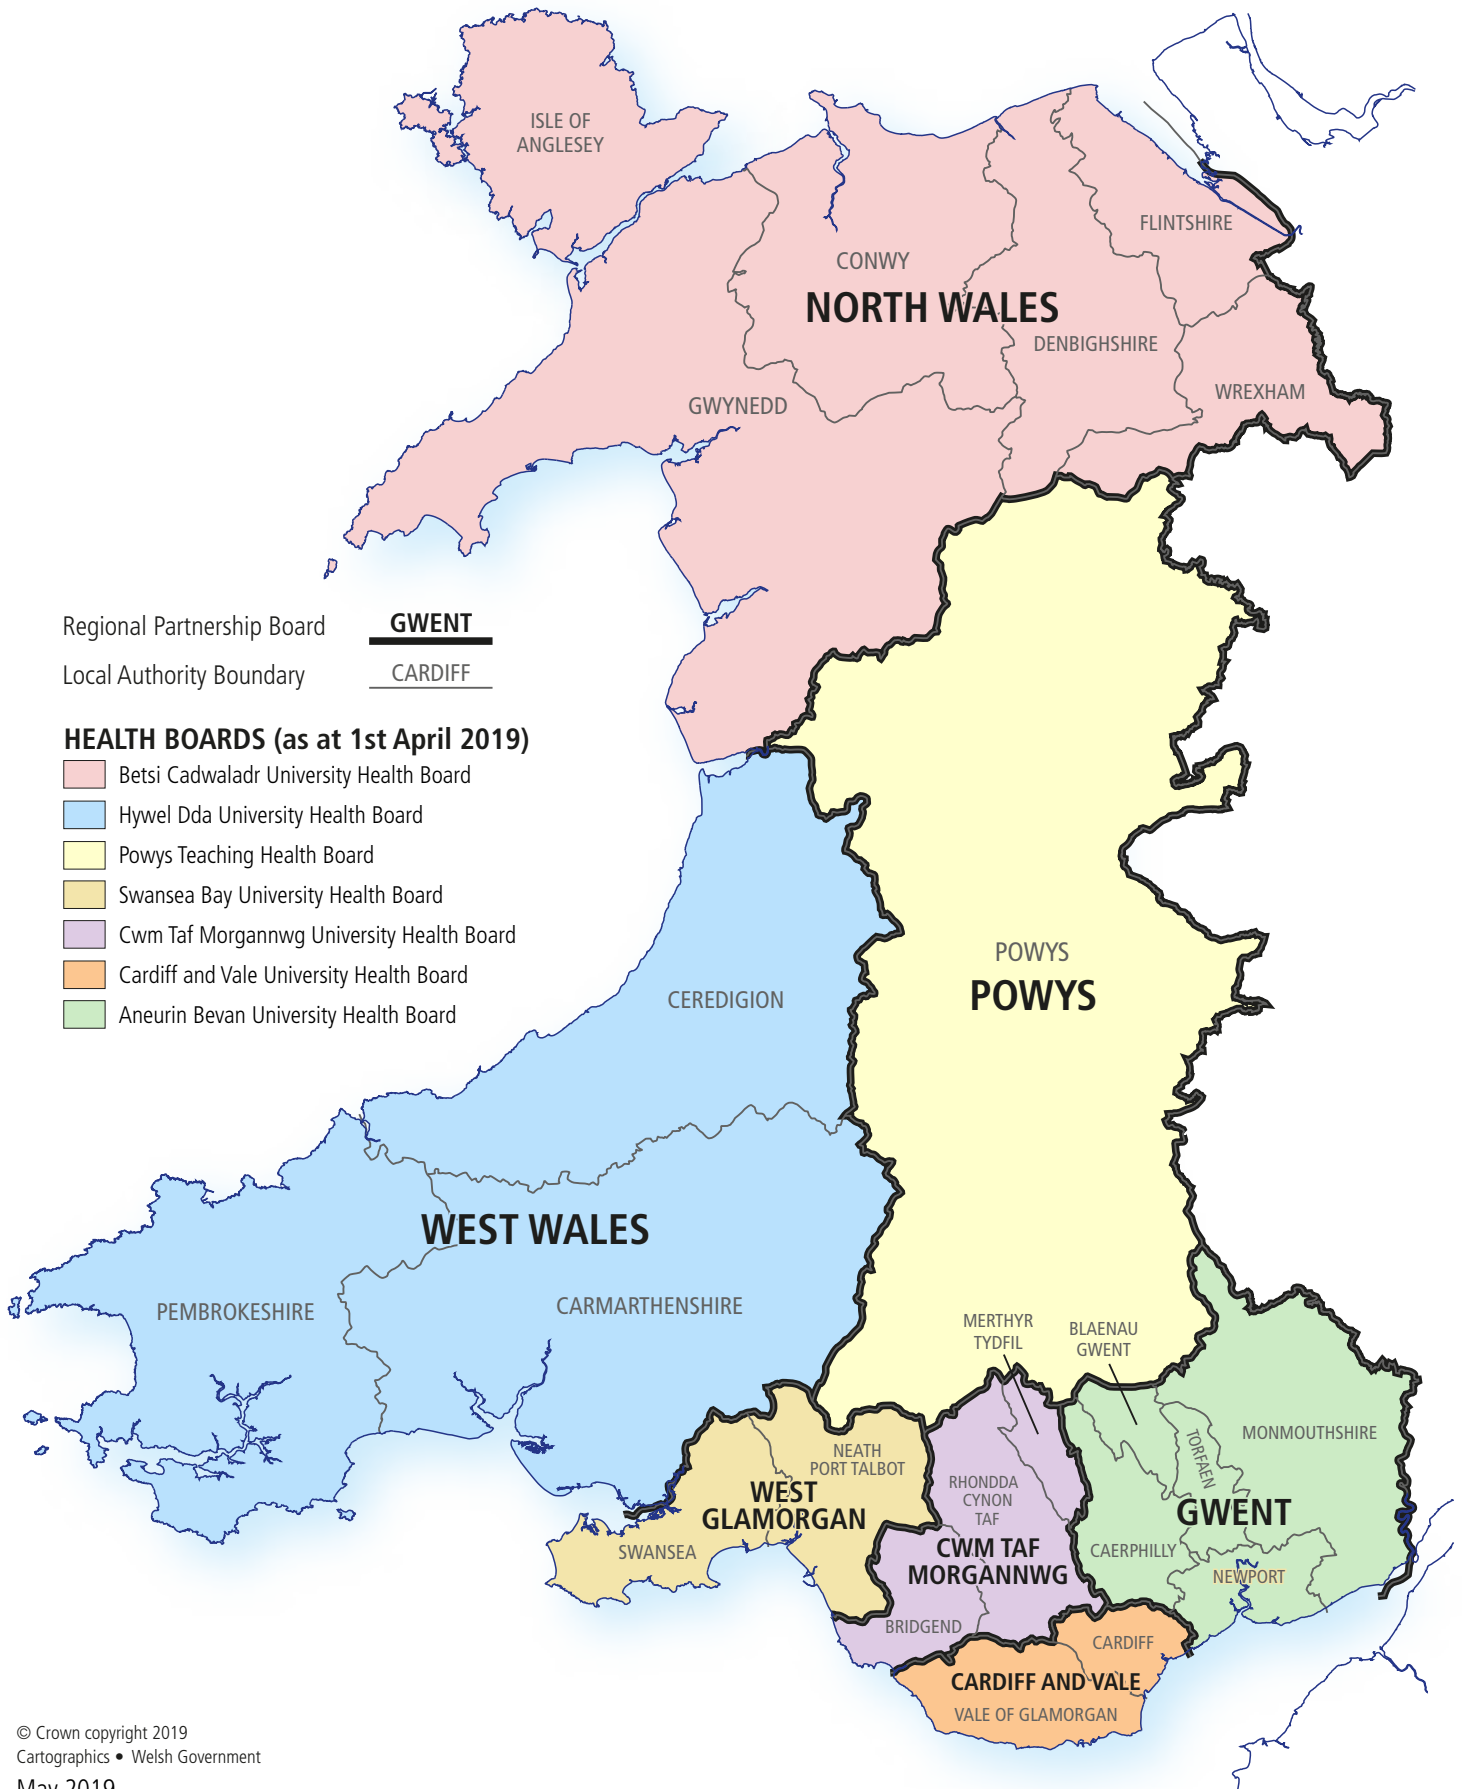 ISLE OF
ANGLESEY
FLINTSHIRE
CONWY
NORTH WALES
DENBIGHSHIRE
WREXHAM
GWYNEDD
Regional Partnership Board GWENT
Local Authority Boundary CARDIFF
HEALTH BOARDS (as at 1st April 2019)
Betsi Cadwaladr University Health Board
Hywel Dda University Health Board
Powys Teaching Health Board
Swansea Bay University Health Board
Cwm Taf Morgannwg University Health Board
Cardiff and Vale University Health Board
Aneurin Bevan University Health Board
POWYS
POWYS
CEREDIGION
WEST WALES
PEMBROKESHIRE
CARMARTHENSHIRE
MERTHYR
TYDFIL
BLAENAU
GWENT
MONMOUTHSHIRE
TORFAEN
NEATH
PORT TALBOT
WEST
GLAMORGAN
RHONDDA
CYNON
TAF
GWENT
SWANSEA
CWM TAF
MORGANNWG
CAERPHILLY
NEWPORT
BRIDGEND
CARDIFF
CARDIFF AND VALE
VALE OF GLAMORGAN
© Crown copyright 2019
Cartographics • Welsh Government
May 2019